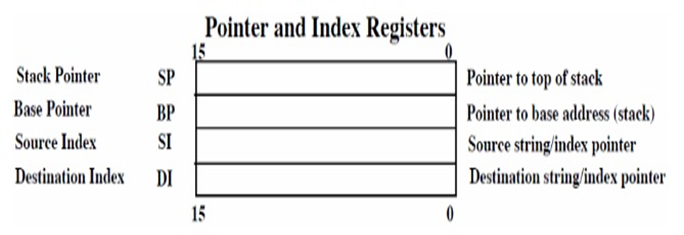 Pointer and Index Registers
15 0
Stack Pointer SP Pointer to top of stack
Base Pointer BP Pointer to base address (stack)
Source Index SI Source string/index pointer
Destination Index DI Destination string/index pointer
15 0